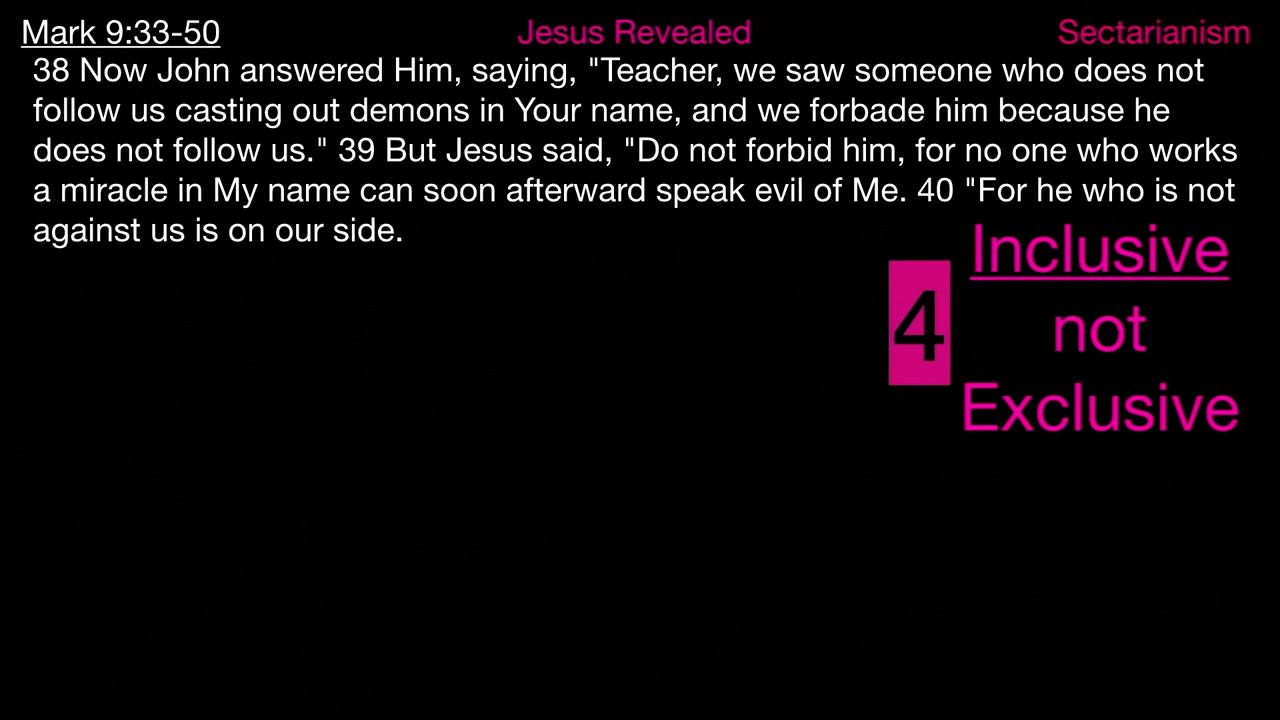 Mark 9:33-50 Jesus Revealed Sectarianism
38 Now John answered Him, saying, "Teacher, we saw someone who does not
follow us casting out demons in Your name, and we forbade him because he
does not follow us." 39 But Jesus said, "Do not forbid him, for no one who works
a miracle in My name can soon afterward speak evil of Me. 40 "For he who is not
against us is on our side.
4
Inclusive
not
Exclusive